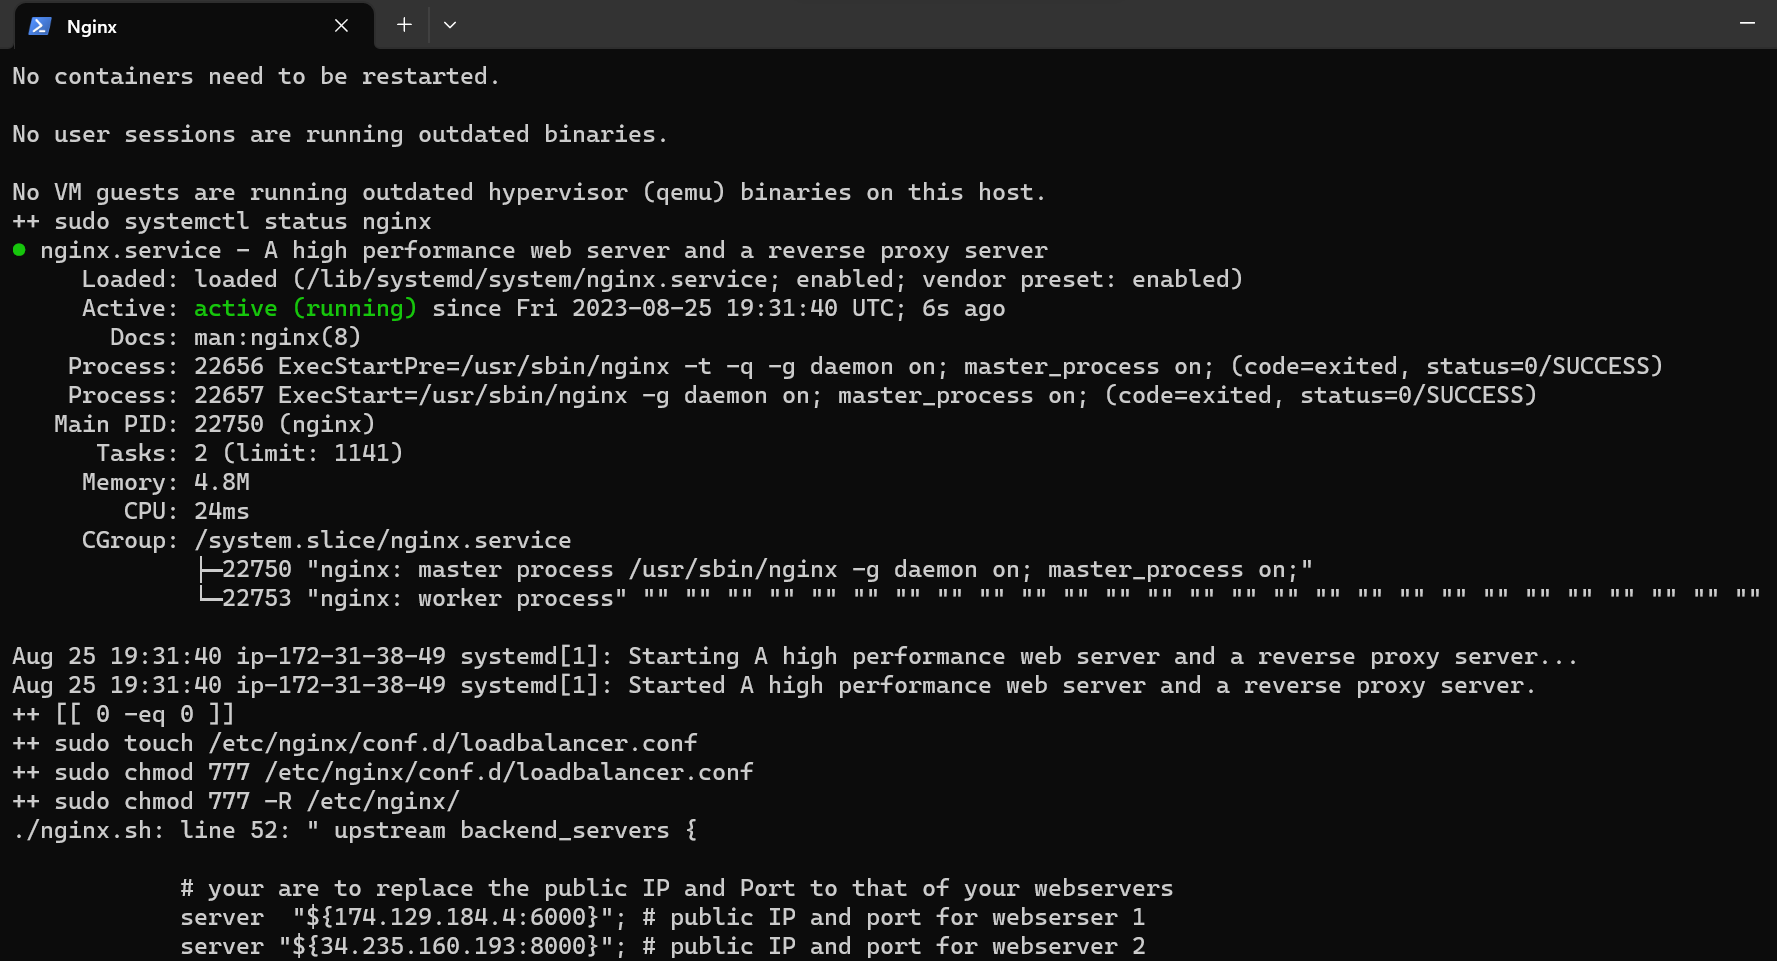 Nginx
No containers need to be restarted.
No user sessions are running outdated binaries.
No VM guests are running outdated hypervisor (qemu) binaries on this host.
++ sudo systemctl status nginx
● nginx.service - A high performance web server and a reverse proxy server
Loaded: loaded (/lib/systemd/system/nginx.service; enabled; vendor preset: enabled)
Active: active (running) since Fri 2023-08-25 19:31:40 UTC; 6s ago
Docs: man:nginx(8)
Process: 22656 ExecStartPre=/usr/sbin/nginx -t -q -g daemon on; master_process on; (code=exited, status=0/SUCCESS)
Process: 22657 ExecStart=/usr/sbin/nginx -g daemon on; master_process on; (code=exited, status=0/SUCCESS)
Main PID: 22750 (nginx)
Tasks: 2 (limit: 1141)
Memory: 4.8M
CPU: 24ms
CGroup: /system.slice/nginx.service
├─22750 "nginx: master process /usr/sbin/nginx -g daemon on; master_process on;"
└─22753 "nginx: worker process" "" "" "" "" "" "" "" "" "" "" "" "" "" "" "" "" "" "" "" "" "" "" "" "" "" "" ""
Aug 25 19:31:40 ip-172-31-38-49 systemd[1]: Starting A high performance web server and a reverse proxy server...
Aug 25 19:31:40 ip-172-31-38-49 systemd[1]: Started A high performance web server and a reverse proxy server.
++ [[ 0 -eq 0 ]]
++ sudo touch /etc/nginx/conf.d/loadbalancer.conf
++ sudo chmod 777 /etc/nginx/conf.d/loadbalancer.conf
++ sudo chmod 777 -R /etc/nginx/
./nginx.sh: line 52: " upstream backend_servers {
# your are to replace the public IP and Port to that of your webservers
server  "${174.129.184.4:6000}"; # public IP and port for webserser 1
server "${34.235.160.193:8000}"; # public IP and port for webserver 2